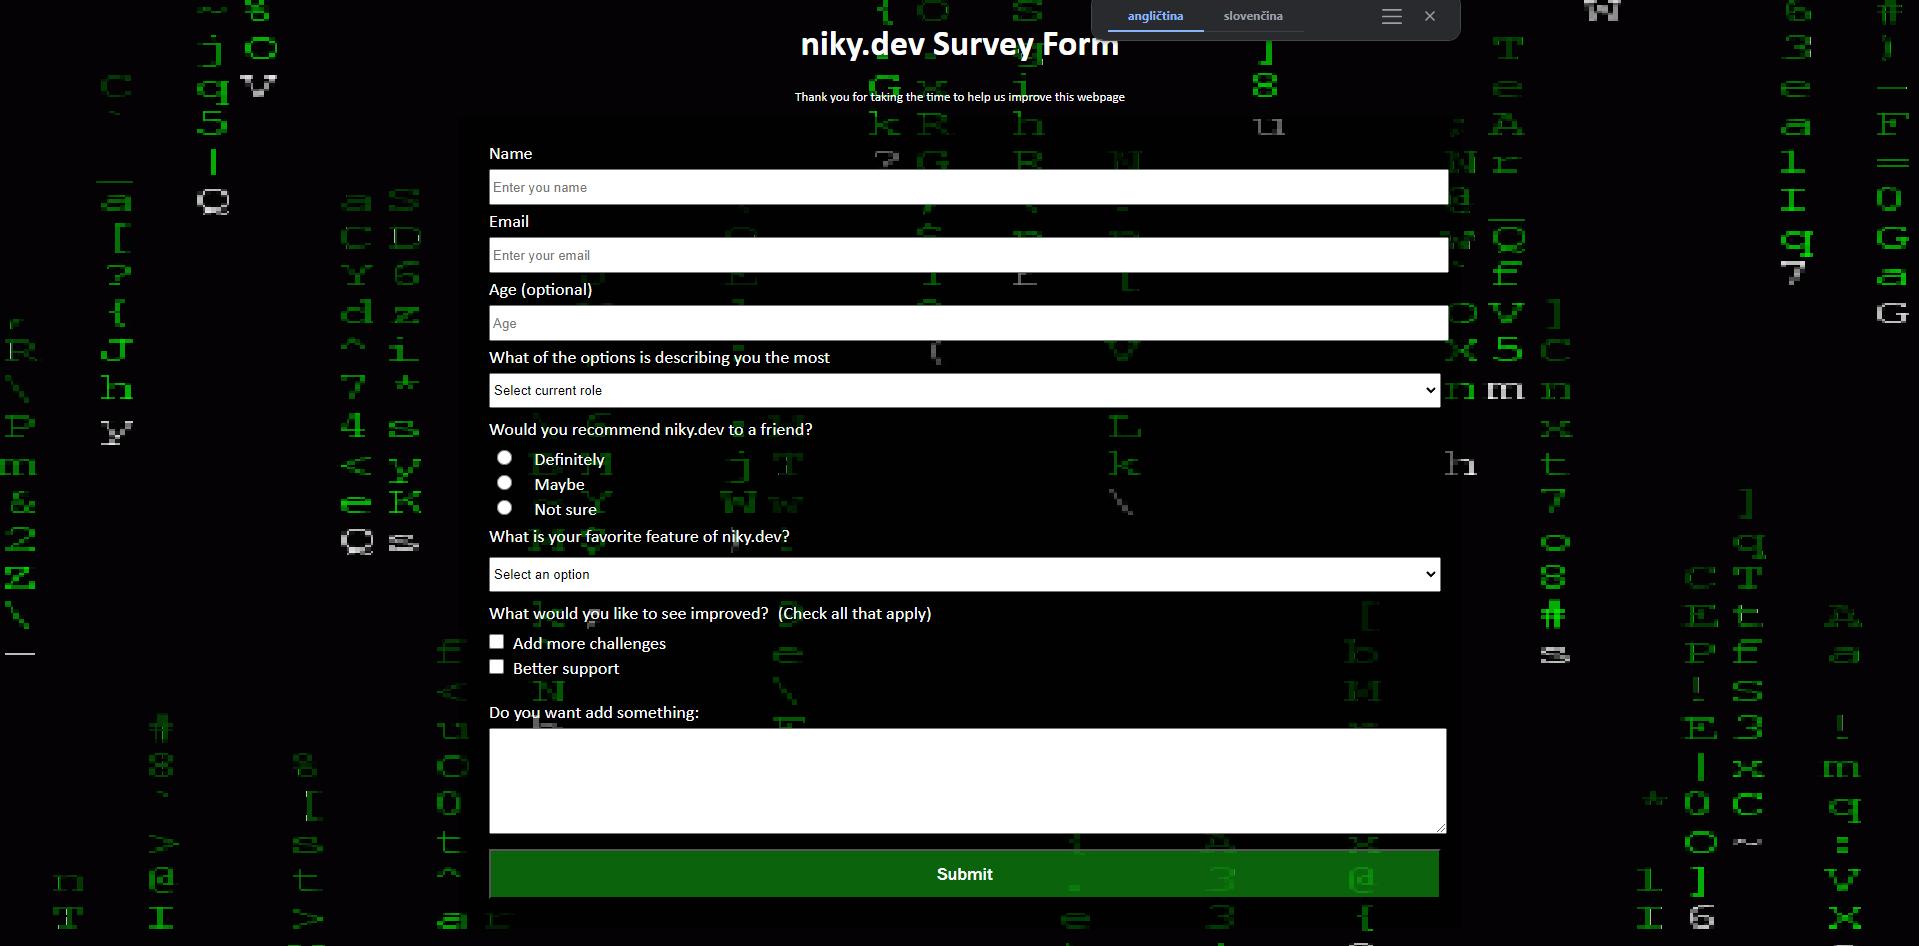 angličtina slovenčina
niky.dev Survey Form
Thank you for taking the time to help us improve this webpage
Name
Enter you name
Email
Enter your email
Age (optional)
Age
What of the options is describing you the most
Select current role
Would you recommend niky.dev to a friend?
Definitely
Maybe
Not sure
What is your favorite feature of niky.dev?
Select an option
What would you like to see improved? (Check all that apply)
Add more challenges
Better support
Do you want add something:
Submit